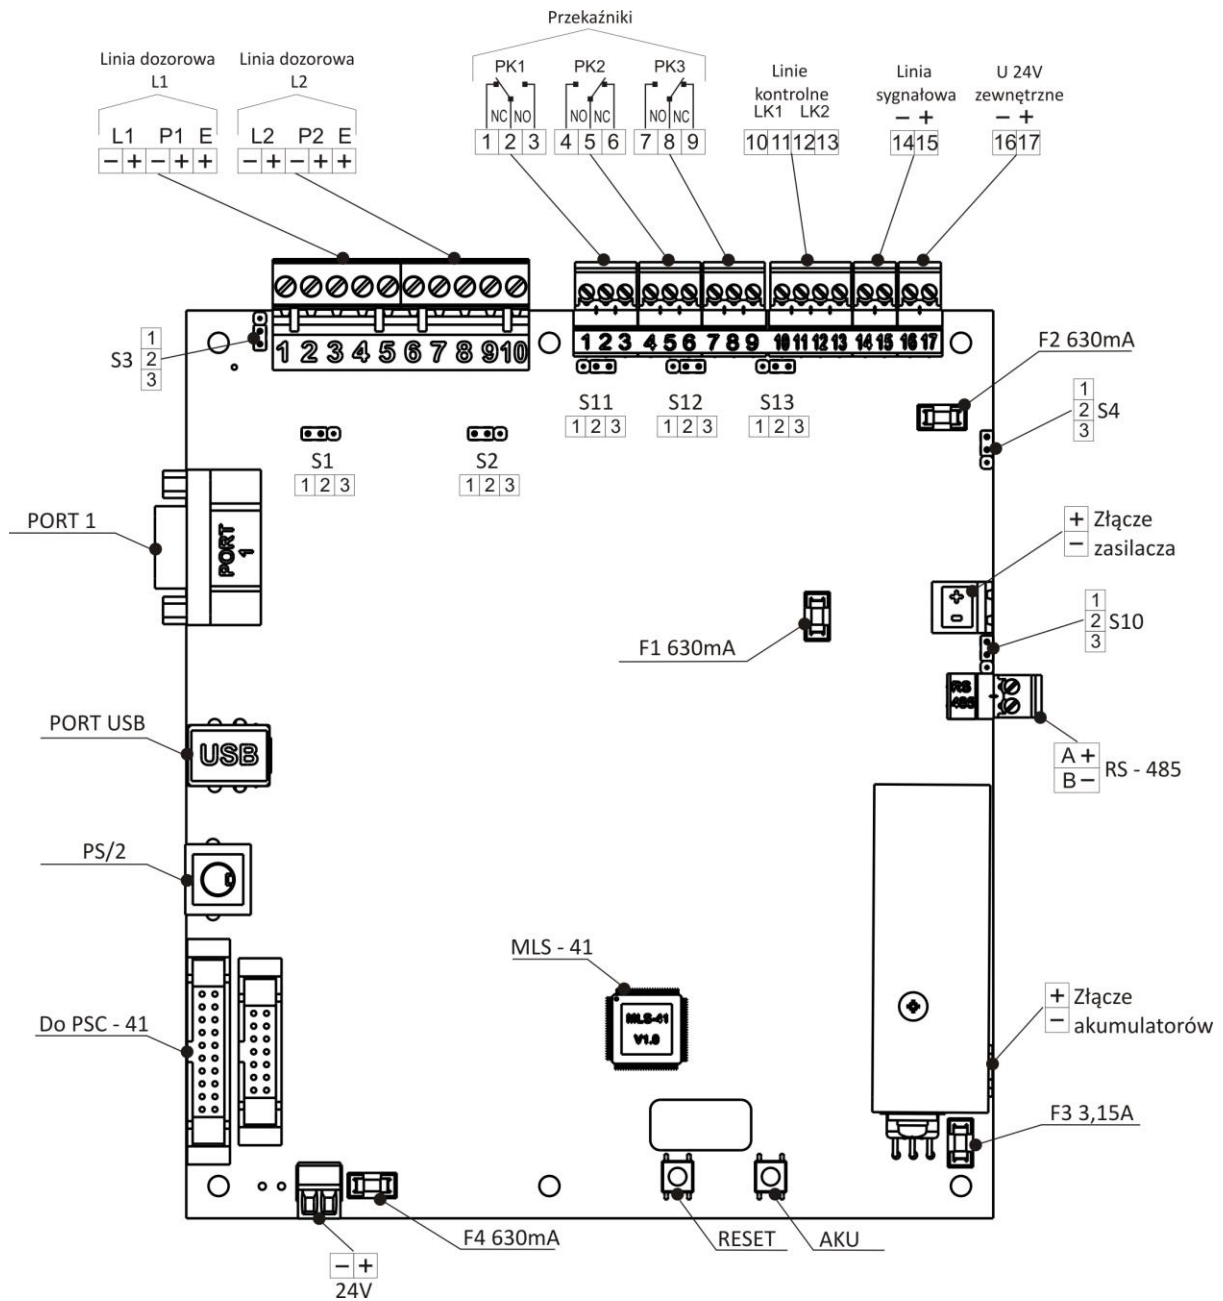 Przekaźniki
Linia dozorowa
L1
Linia dozorowa
L2
PK1 PK2 PK3
Linie
kontrolne
LK1 LK2
Linia
sygnałowa
− +
U 24V
zewnętrzne
− +
L1 P1 E
− + − + +
L2 P2 E
− + − + +
NC NO
1 2 3
NO NC
4 5 6
NO NC
7 8 9
10 11 12 13
14 15
16 17
1 2 3 4 5 6 7 8 9 10
1 2 3 4 5 6 7 8 9 10 11 12 13 14 15 16 17
S3
1
2
3
F2 630mA
S11
1 2 3
S12
1 2 3
S13
1 2 3
1
2
3
S4
S1
1 2 3
S2
1 2 3
PORT 1
PORT
1
+ Złącze
− zasilacza
+
-
F1 630mA
1
2
3
S10
RS
485
PORT USB
USB
A +
B −
RS - 485
PS/2
MLS - 41
MLS-41
V1.0
Do PSC - 41
+ Złącze
− akumulatorów
F3 3,15A
F4 630mA
RESET
AKU
− +
24V